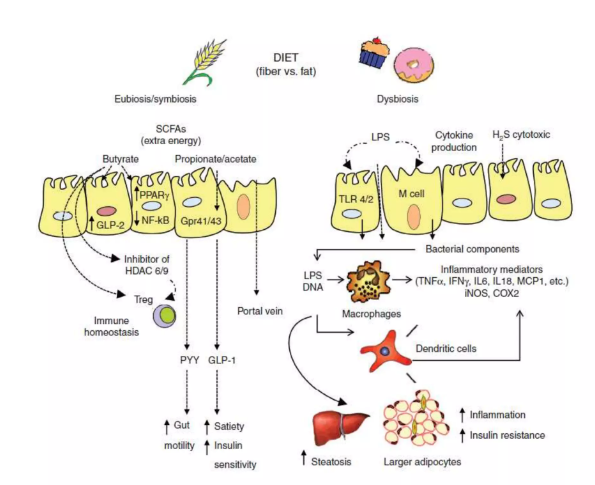 DIET
(fiber vs. fat)
Eubiosis/symbiosis
Dysbiosis
SCFAs
(extra energy)
Butyrate
Propionate/acetate
PPARγ
NF-kB
GLP-2
Gpr41/43
Inhibitor of
HDAC 6/9
Treg
Immune
homeostasis
Portal vein
PYY
GLP-1
Gut
motility
Satiety
Insulin
sensitivity
LPS
Cytokine
production
H₂S cytotoxic
TLR 4/2
M cell
Bacterial components
LPS
DNA
Macrophages
Inflammatory mediators
(TNFα, IFNγ, IL6, IL18, MCP1, etc.)
iNOS, COX2
Dendritic cells
Steatosis
Larger adipocytes
Inflammation
Insulin resistance